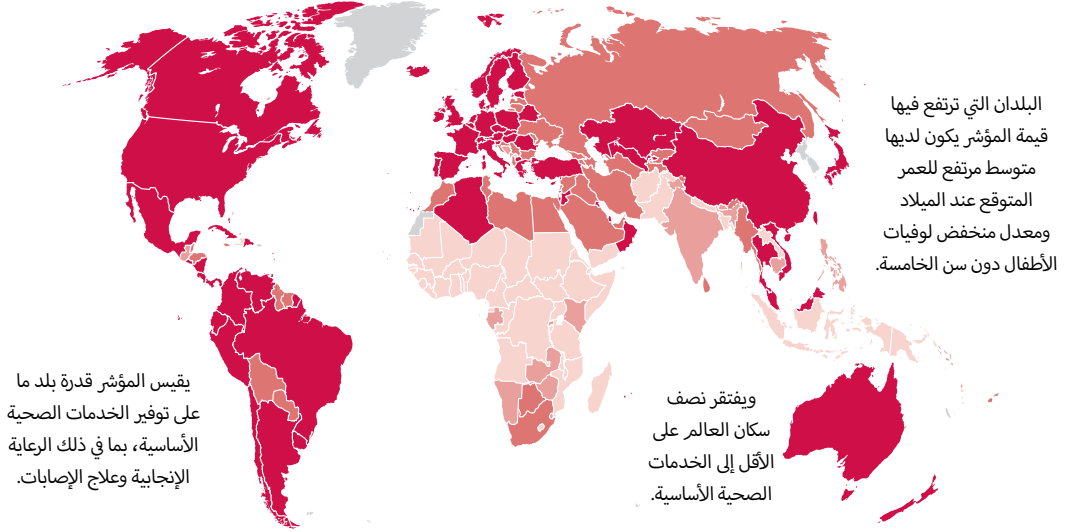 البلدان التي ترتفع فيها
قيمة المؤشر يكون لديها
متوسط مرتفع للعمر
المتوقع عند الميلاد
ومعدل منخفض لوفيات
الأطفال دون سن الخامسة.
ويفتقر نصف
سكان العالم على
الأقل إلى الخدمات
الصحية الأساسية.
يقيس المؤشر قدرة بلد ما
على توفير الخدمات الصحية
الأساسية، بما في ذلك الرعاية
الإنجابية وعلاج الإصابات.